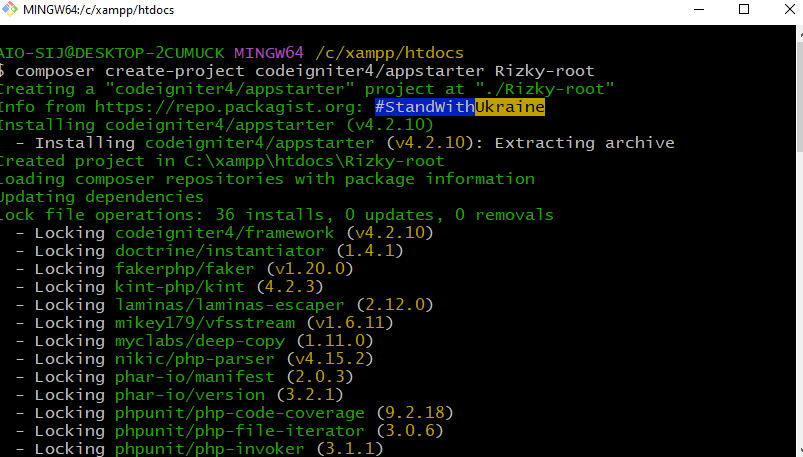 MINGW64:/c/xampp/htdocs
AIO-SIJ@DESKTOP-2CUMUCK MINGW64 /c/xampp/htdocs
$ composer create-project codeigniter4/appstarter Rizky-root
Creating a "codeigniter4/appstarter" project at "./Rizky-root"
Info from https://repo.packagist.org: #StandWithUkraine
Installing codeigniter4/appstarter (v4.2.10)
- Installing codeigniter4/appstarter (v4.2.10): Extracting archive
Created project in C:\xampp\htdocs\Rizky-root
Loading composer repositories with package information
Updating dependencies
Lock file operations: 36 installs, 0 updates, 0 removals
- Locking codeigniter4/framework (v4.2.10)
- Locking doctrine/instantiator (1.4.1)
- Locking fakerphp/faker (v1.20.0)
- Locking kint-php/kint (4.2.3)
- Locking laminas/laminas-escaper (2.12.0)
- Locking mikey179/vfsstream (v1.6.11)
- Locking myclabs/deep-copy (1.11.0)
- Locking nikic/php-parser (v4.15.2)
- Locking phar-io/manifest (2.0.3)
- Locking phar-io/version (3.2.1)
- Locking phpunit/php-code-coverage (9.2.18)
- Locking phpunit/php-file-iterator (3.0.6)
- Locking phpunit/php-invoker (3.1.1)